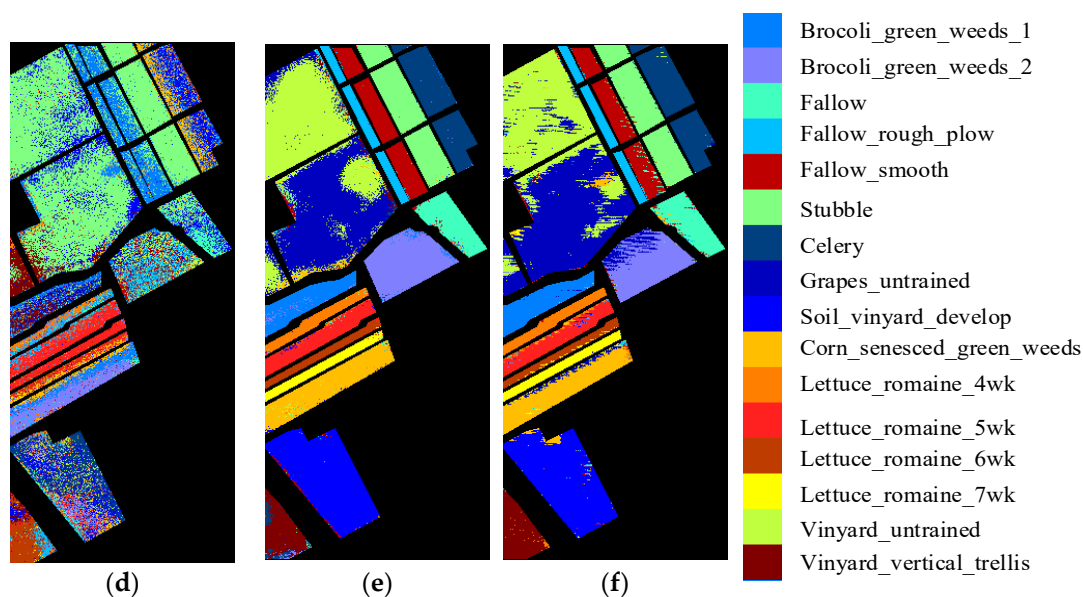 Brocoli_green_weeds_1
Brocoli_green_weeds_2
Fallow
Fallow_rough_plow
Fallow_smooth
Stubble
Celery
Grapes_untrained
Soil_vinyard_develop
Corn_senesced_green_weeds
Lettuce_romaine_4wk
Lettuce_romaine_5wk
Lettuce_romaine_6wk
Lettuce_romaine_7wk
Vinyard_untrained
Vinyard_vertical_trellis
(d) (e) (f)